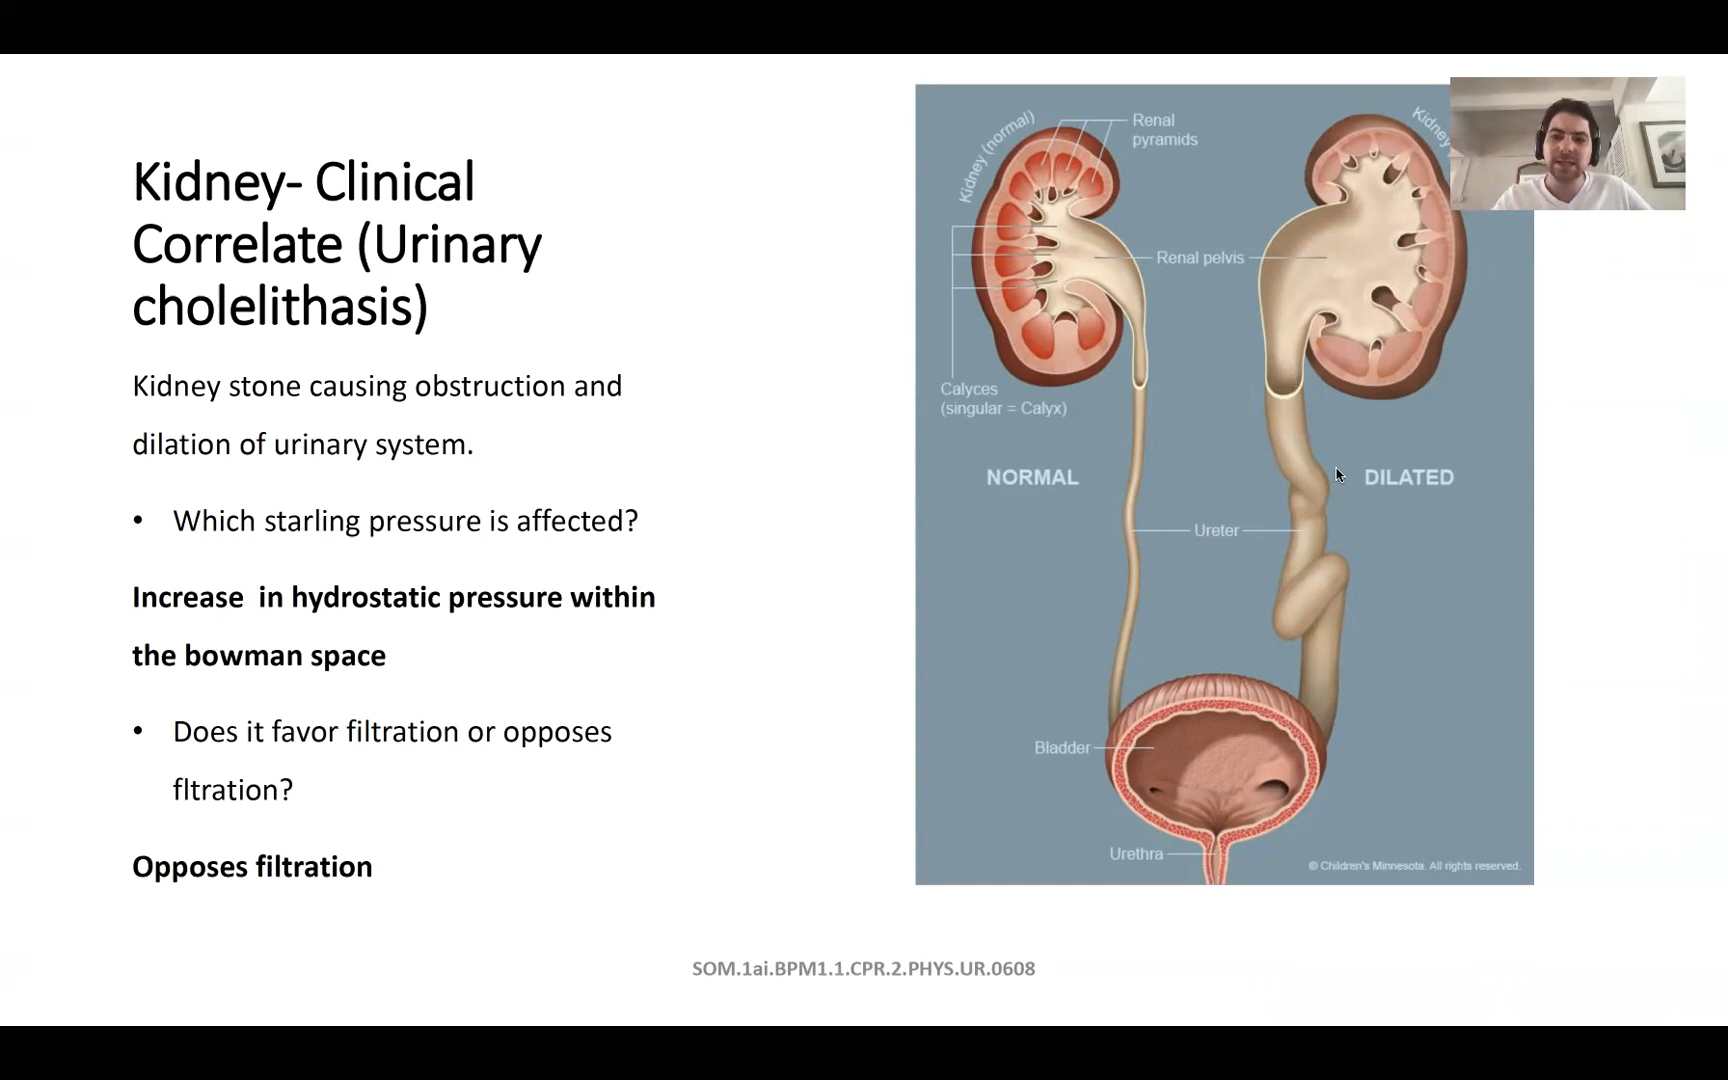 Kidney- Clinical
Correlate (Urinary
cholelithasis)
Kidney stone causing obstruction and
dilation of urinary system.
• Which starling pressure is affected?
Increase  in hydrostatic pressure within
the bowman space
• Does it favor filtration or opposes
fltration?
Opposes filtration
Kidney (normal)
Renal
pyramids
Kidney
Renal pelvis
Calyces
(singular = Calyx)
NORMAL
DILATED
Ureter
Bladder
Urethra
© Children's Minnesota. All rights reserved.
SOM.1ai.BPM1.1.CPR.2.PHYS.UR.0608